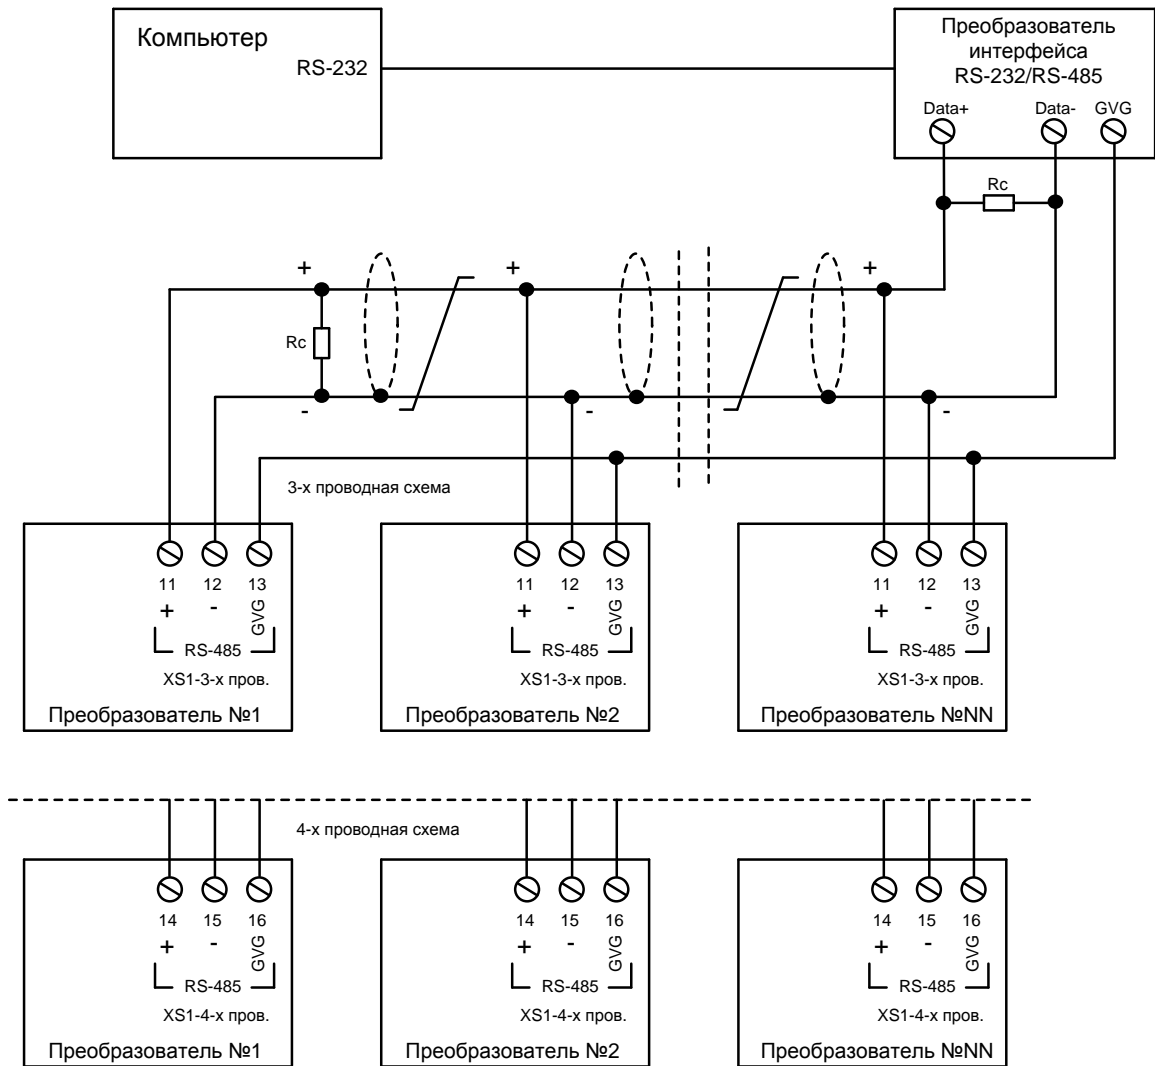 Компьютер
RS-232
Преобразователь
интерфейса
RS-232/RS-485
Data+
Data-
GVG
Rc
+
+
+
Rc
-
-
-
3-х проводная схема
11
12
13
+
-
GVG
RS-485
XS1-3-х пров.
Преобразователь №1
11
12
13
+
-
GVG
RS-485
XS1-3-х пров.
Преобразователь №2
11
12
13
+
-
GVG
RS-485
XS1-3-х пров.
Преобразователь №NN
4-х проводная схема
14
15
16
+
-
GVG
RS-485
XS1-4-х пров.
Преобразователь №1
14
15
16
+
-
GVG
RS-485
XS1-4-х пров.
Преобразователь №2
14
15
16
+
-
GVG
RS-485
XS1-4-х пров.
Преобразователь №NN